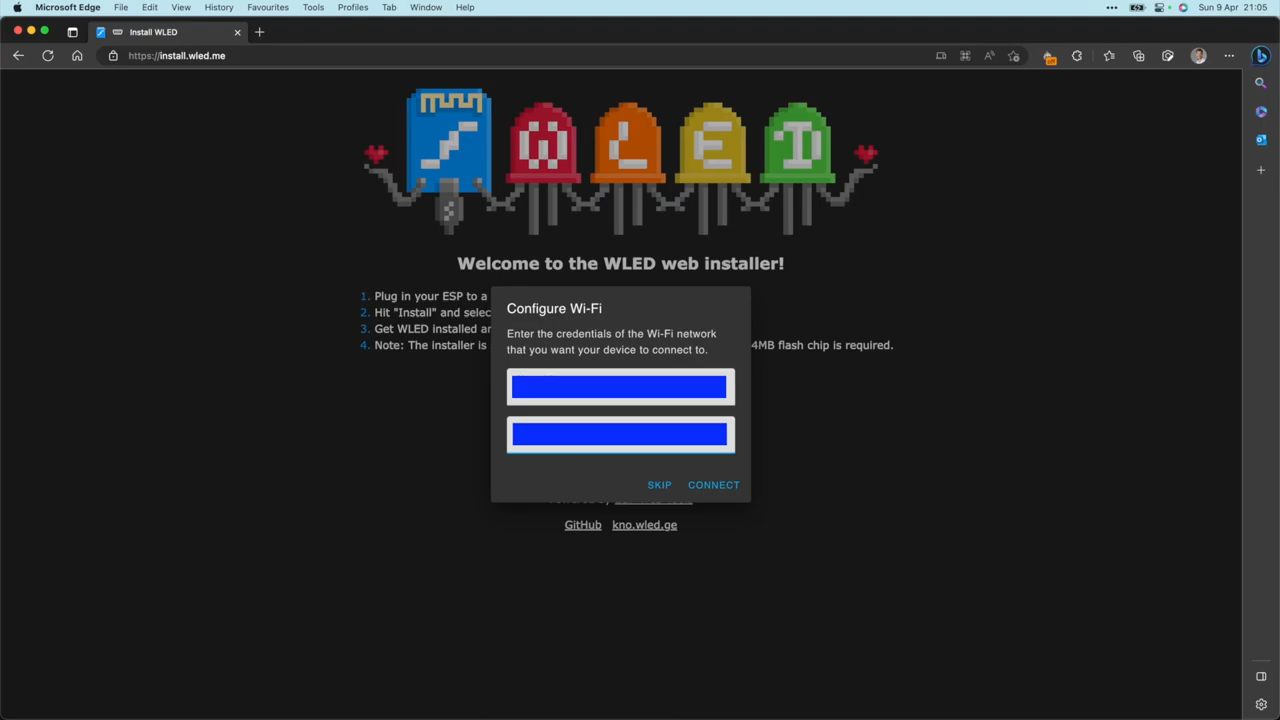 Microsoft Edge File Edit View History Favourites Tools Profiles Tab Window Help Sun 9 Apr 21:05
Install WLED
https://install.wled.me
WLED
Welcome to the WLED web installer!
1. Plug in your ESP to a
2. Hit "Install" and selec
3. Get WLED installed an
4. Note: The installer is 4MB flash chip is required.
Configure Wi-Fi
Enter the credentials of the Wi-Fi network
that you want your device to connect to.
SKIP CONNECT
GitHub kno.wled.ge